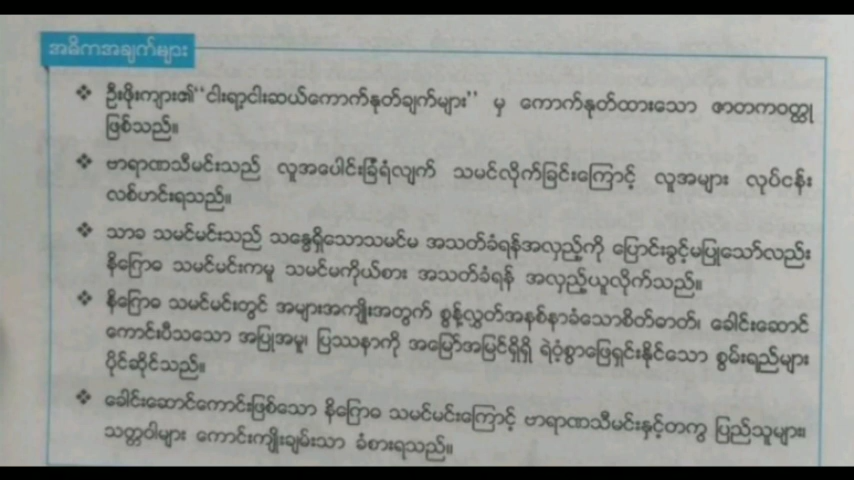 အဓိကအချက်များ
❖ ဦးဖိုးကျား၏“ငါးရာ့ငါးဆယ်ကောက်နုတ်ချက်များ” မှ ကောက်နုတ်ထားသော ဇာတကဝတ္ထု
ဖြစ်သည်။
❖ ဗာရာဏသီမင်းသည် လူအပေါင်းခြံရံလျက် သမင်လိုက်ခြင်းကြောင့် လူအများ လုပ်ငန်း
လစ်ဟင်းရသည်။
❖ သာခ သမင်မင်းသည် သန္ဓေရှိသောသမင်မ အသတ်ခံရန်အလှည့်ကို ပြောင်းခွင့်မပြုသော်လည်း
နိဂြောဓ သမင်မင်းကမူ သမင်မကိုယ်စား အသတ်ခံရန် အလှည့်ယူလိုက်သည်။
❖ နိဂြောဓ သမင်မင်းတွင် အများအကျိုးအတွက် စွန့်လွှတ်အနစ်နာခံသောစိတ်ဓာတ်၊ ခေါင်းဆောင်
ကောင်းပီသသော အပြုအမူ၊ ပြဿနာကို အမြော်အမြင်ရှိရှိ ရဲဝံ့စွာဖြေရှင်းနိုင်သော စွမ်းရည်များ
ပိုင်ဆိုင်သည်။
❖ ခေါင်းဆောင်ကောင်းဖြစ်သော နိဂြောဓ သမင်မင်းကြောင့် ဗာရာဏသီမင်းနှင့်တကွ ပြည်သူများ၊
သတ္တဝါများ ကောင်းကျိုးချမ်းသာ ခံစားရသည်။